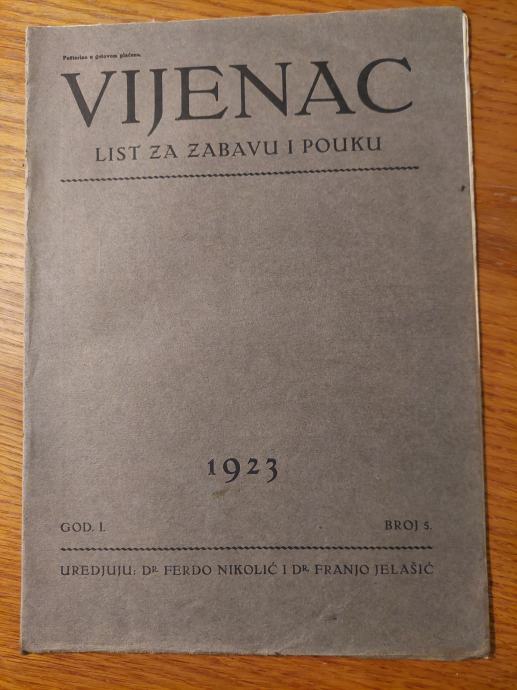 Poštarina u gotovom plaćena.
VIJENAC
LIST ZA ZABAVU I POUKU
1923
GOD. I.
BROJ 5.
UREDJUJU: DR. FERDO NIKOLIĆ I DR. FRANJO JELAŠIĆ